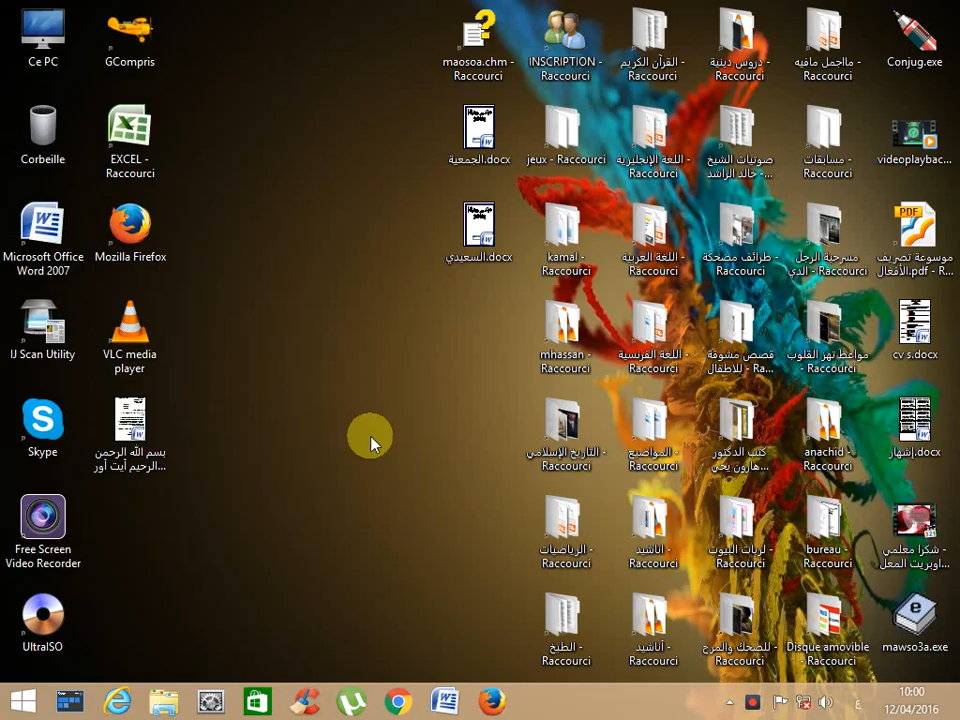 Ce PC
GCompris
maosoa.chm -
Raccourci
INSCRIPTION -
Raccourci
القرآن الكريم -
Raccourci
دروس دينية -
Raccourci
مااجمل مافيه -
Raccourci
Conjug.exe
Corbeille
EXCEL -
Raccourci
الجمعية.docx
jeux - Raccourci
اللغة الإنجليزية -
Raccourci
صوتيات الشيخ
خالد الراشد -...
مسابقات -
Raccourci
videoplaybac...
Microsoft Office
Word 2007
Mozilla Firefox
السعيدي.docx
kamal -
Raccourci
اللغة العربية -
Raccourci
طرائف مضحكة -
Raccourci
مسرحية الرجل
الذي - Raccourci
موسوعة تصريف
الأفعال.pdf - R...
IJ Scan Utility
VLC media
player
mhassan -
Raccourci
اللغة الفرنسية -
Raccourci
قصص مشوقة
للاطفال - Ra...
مواعظ تهز القلوب
- Raccourci
cv s.docx
Skype
بسم الله الرحمن
الرحيم آيت أور...
التاريخ الإسلامي -
Raccourci
المواضيع -
Raccourci
كتب الدكتور
هارون يحي...
anachid -
Raccourci
إشهار.docx
Free Screen
Video Recorder
الرياضيات -
Raccourci
أناشيد -
Raccourci
لربات البيوت -
Raccourci
bureau -
Raccourci
شكرا معلمي -
اوبريت المعل...
UltraISO
الطبخ -
Raccourci
أناشيد -
Raccourci
للضحك والمرح -
Raccourci
Disque amovible
- Raccourci
mawso3a.exe
ع
10:00
12/04/2016